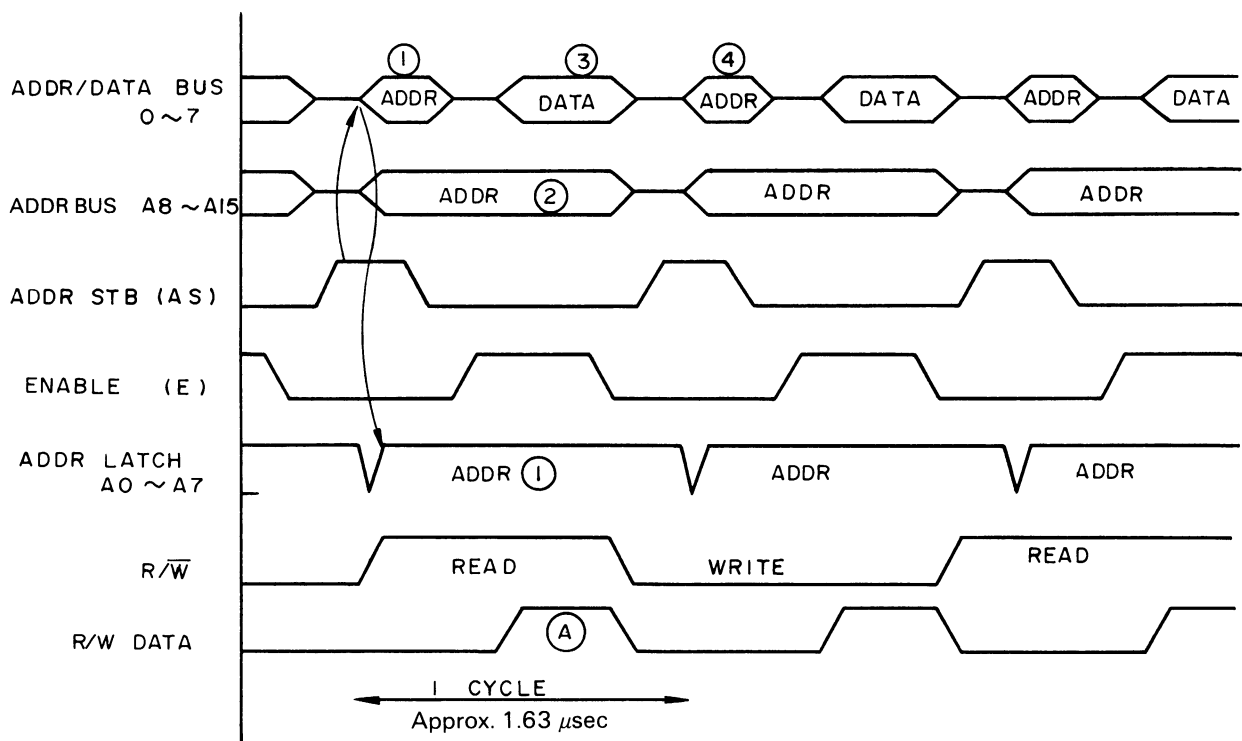 ① ③ ④
ADDR/DATA BUS
0~7
ADDR DATA ADDR DATA ADDR DATA
ADDR BUS A8~A15
ADDR ② ADDR ADDR
ADDR STB (AS)
ENABLE (E)
ADDR LATCH
A0~A7
ADDR ① ADDR ADDR
R/W̅
READ WRITE READ
R/W DATA
Ⓐ
1 CYCLE
Approx. 1.63 μsec